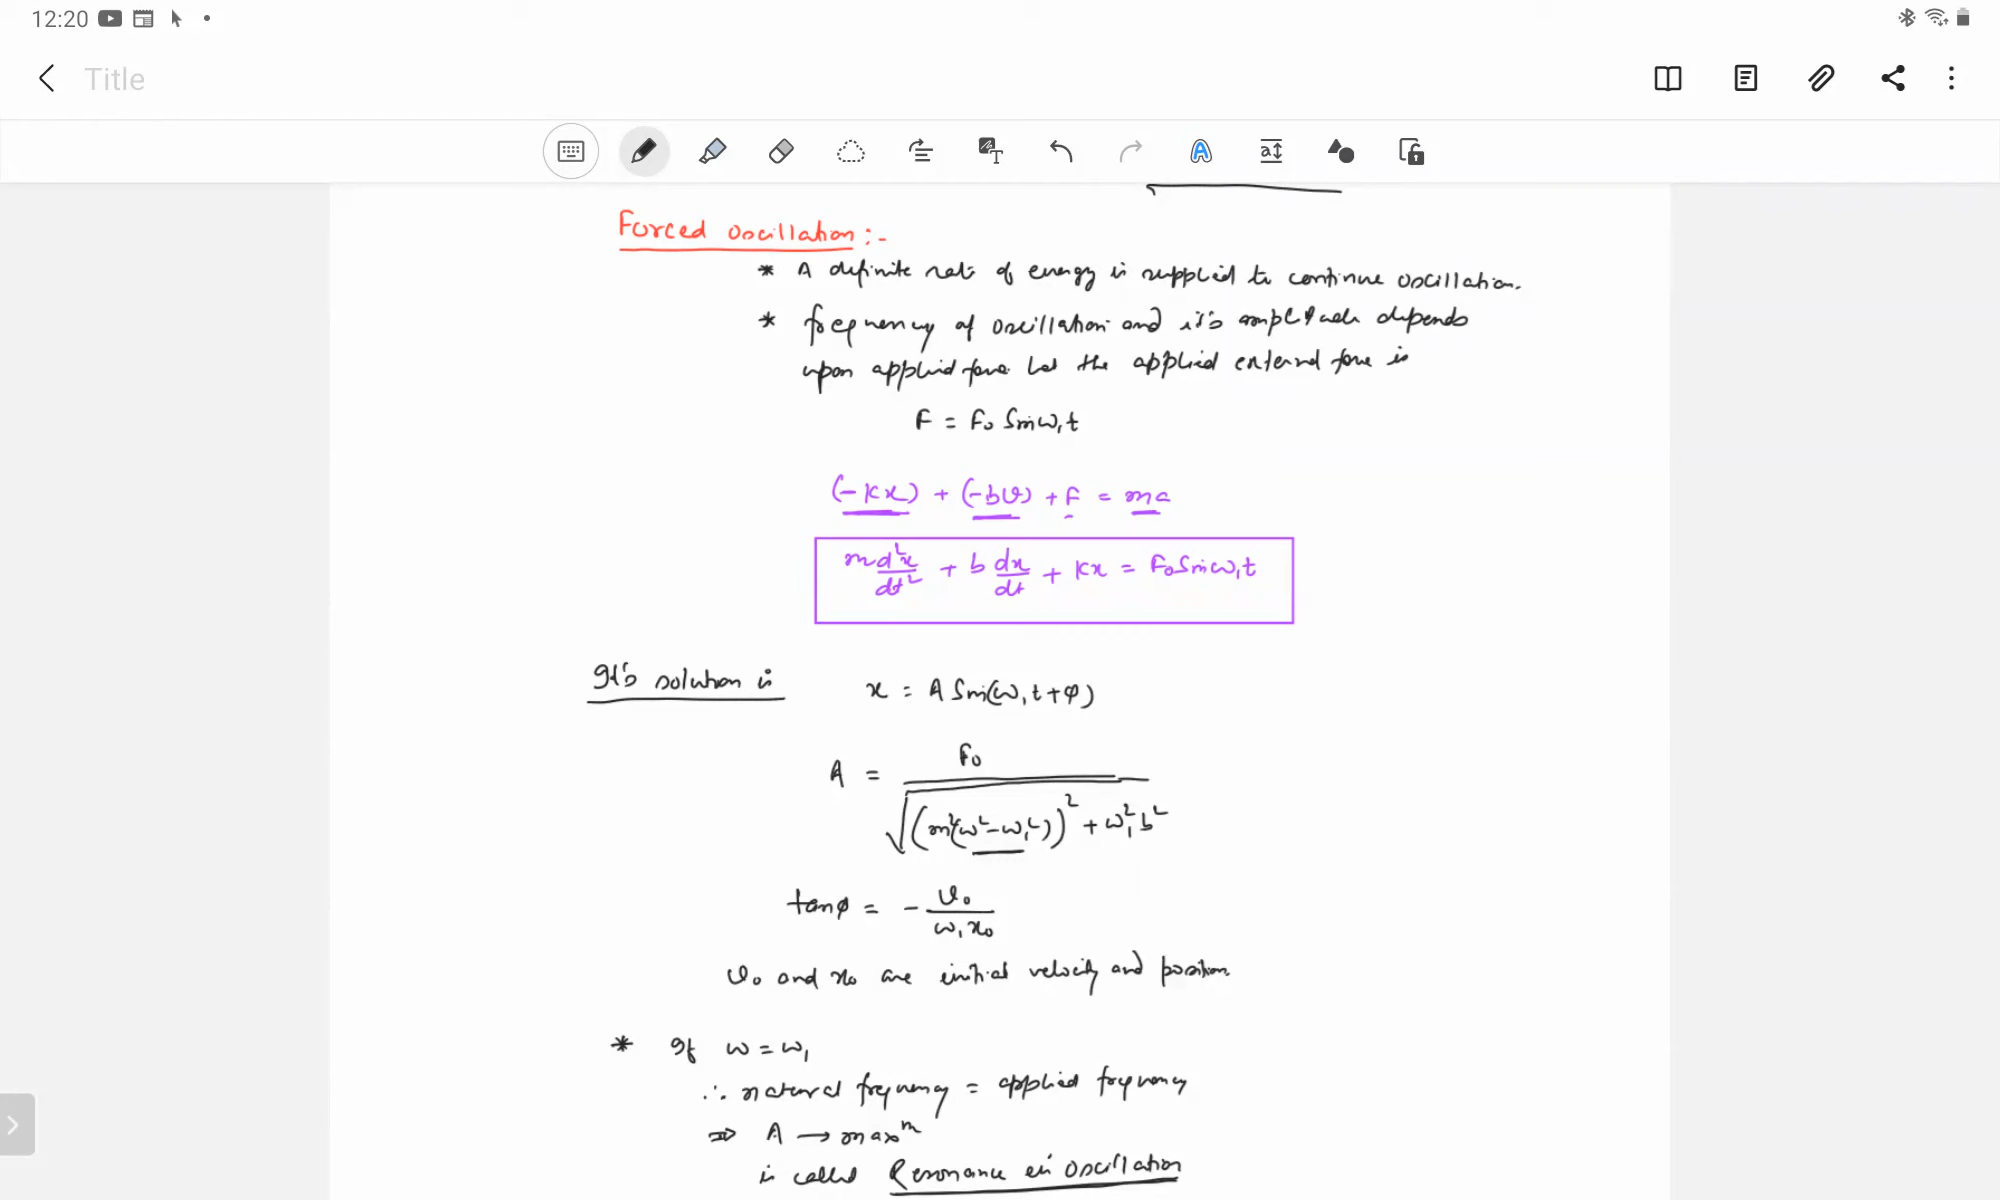 12:20
Title
Forced oscillation :-
* A definite rate of energy is supplied to continue oscillation.
* frequency of oscillation and it's amplitude depends
upon applied force let the applied external force is
F = F₀ Sinω₁t
(-kx) + (-bv) + F = ma
m d²x/dt² + b dx/dt + kx = F₀Sinω₁t
It's solution is x = A Sin(ω₁t+φ)
A = F₀ / √((m²(ω²-ω₁²))² + ω₁²b²)
tanφ = - v₀/ω₁x₀
v₀ and x₀ are initial velocity and position
* If ω = ω₁
∴ natural frequency = applied frequency
⇒ A → maxᵐ
is called Resonance in oscillation